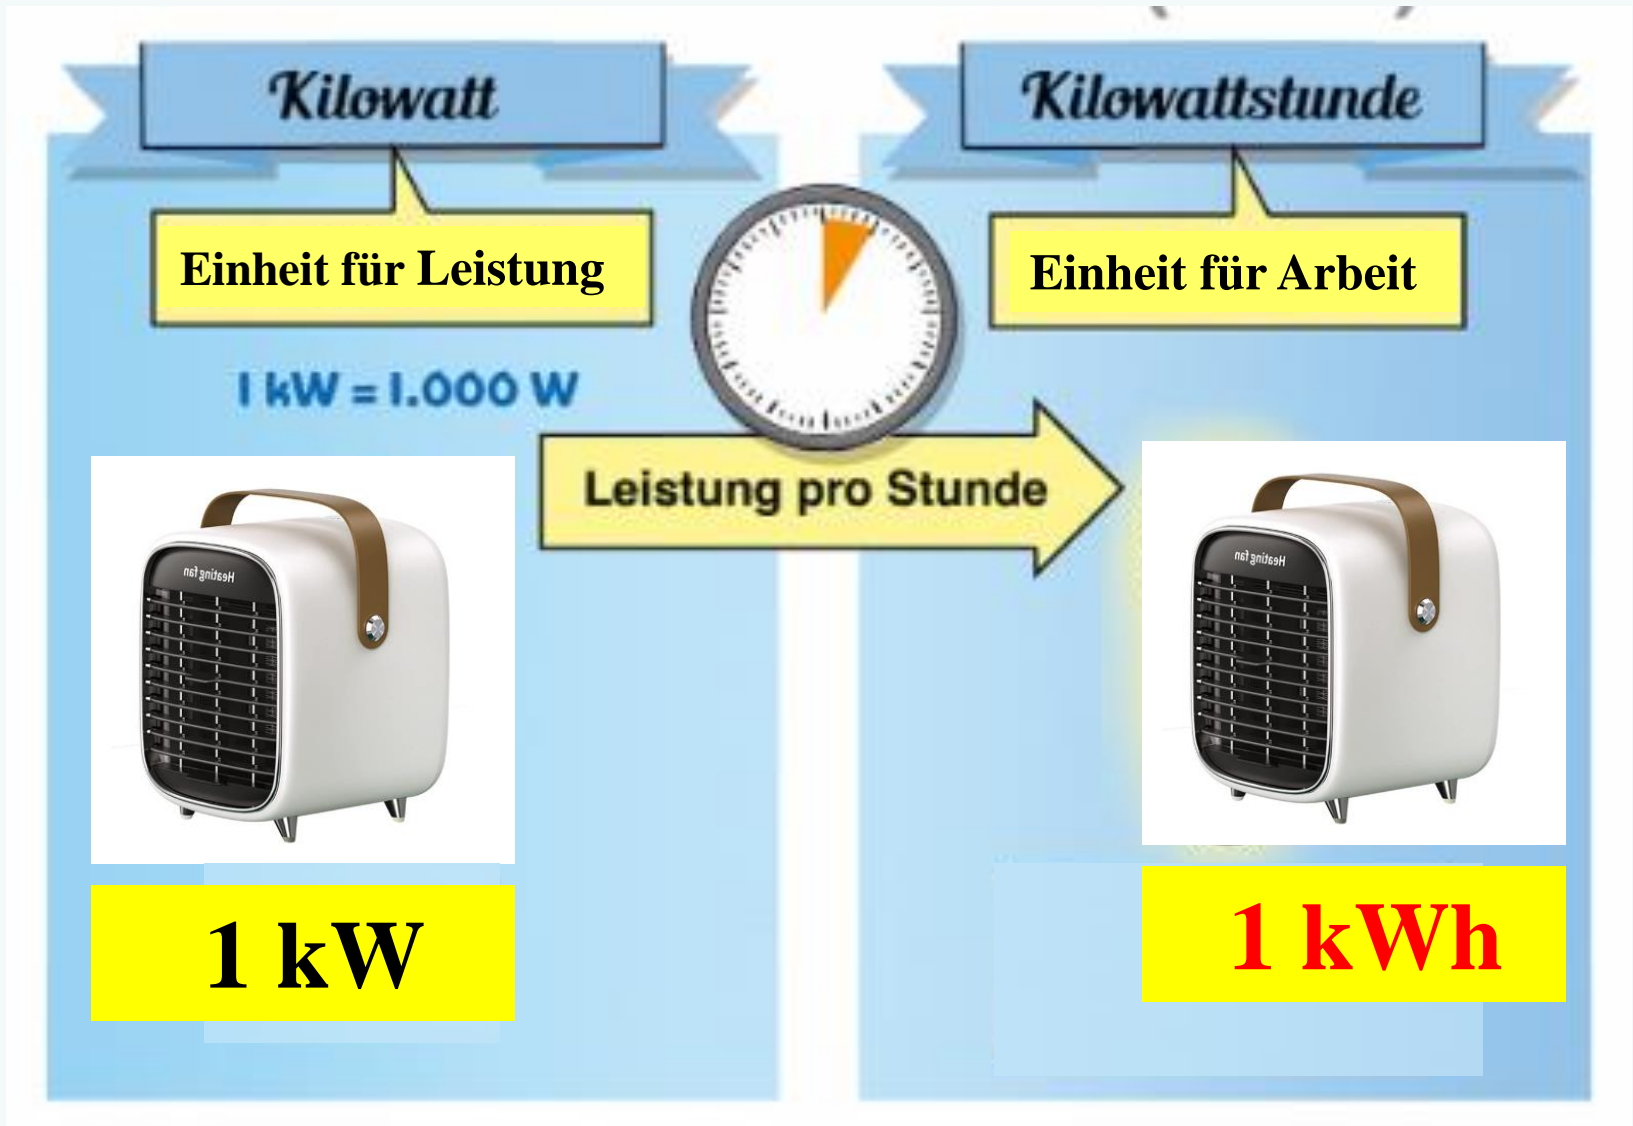 Kilowatt
Kilowattstunde
Einheit für Leistung
Einheit für Arbeit
1 kW = 1.000 W
Leistung pro Stunde
Heating fan
Heating fan
1 kW
1 kWh